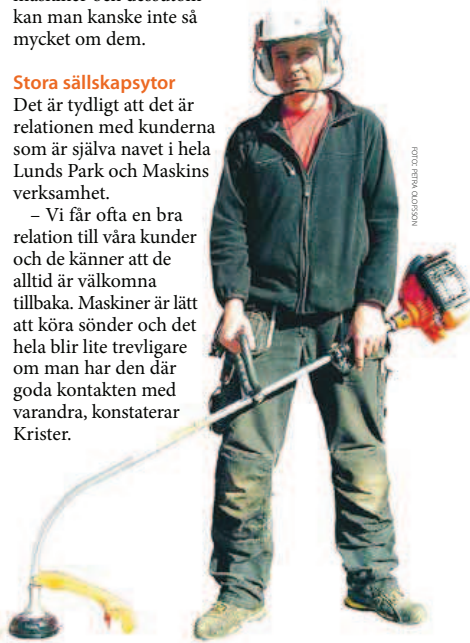 kan man kanske inte så
mycket om dem.
Stora sällskapsytor
Det är tydligt att det är
relationen med kunderna
som är själva navet i hela
Lunds Park och Maskins
verksamhet.
– Vi får ofta en bra
relation till våra kunder
och de känner att de
alltid är välkomna
tillbaka. Maskiner är lätt
att köra sönder och det
hela blir lite trevligare
om man har den där
goda kontakten med
varandra, konstaterar
Krister.
FOTO: PETRA OLOFSSON